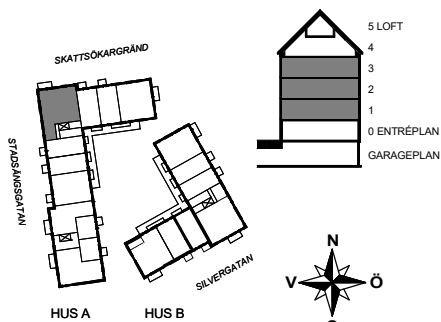 SKATTSÖKARGRÄND
STADSÄNGSGATAN
SILVERGATAN
HUS A
HUS B
5 LOFT
4
3
2
1
0 ENTRÉPLAN
GARAGEPLAN
N
V
Ö